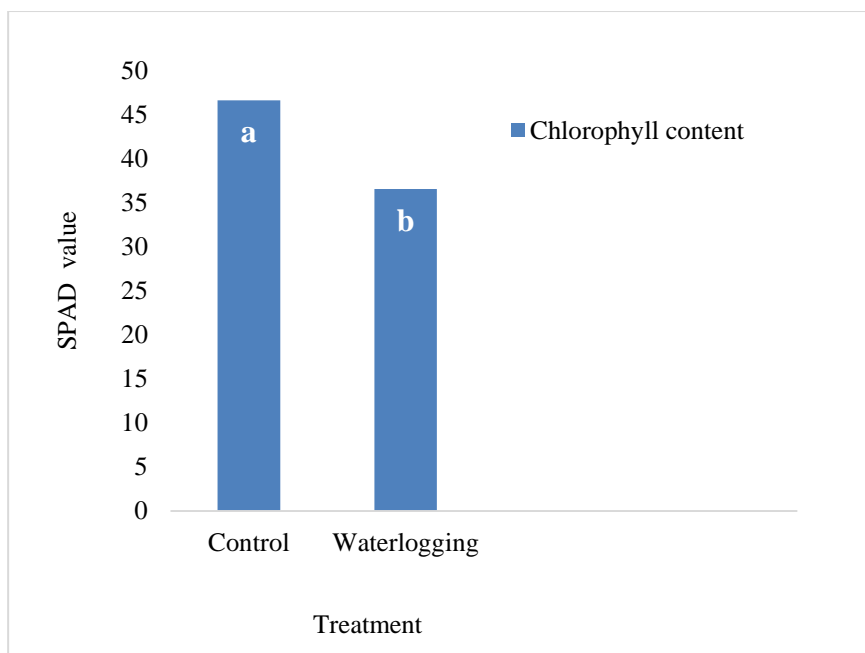 50
45
40
35
30
25
20
15
10
5
0
SPAD value
a
b
Chlorophyll content
Control
Waterlogging
Treatment